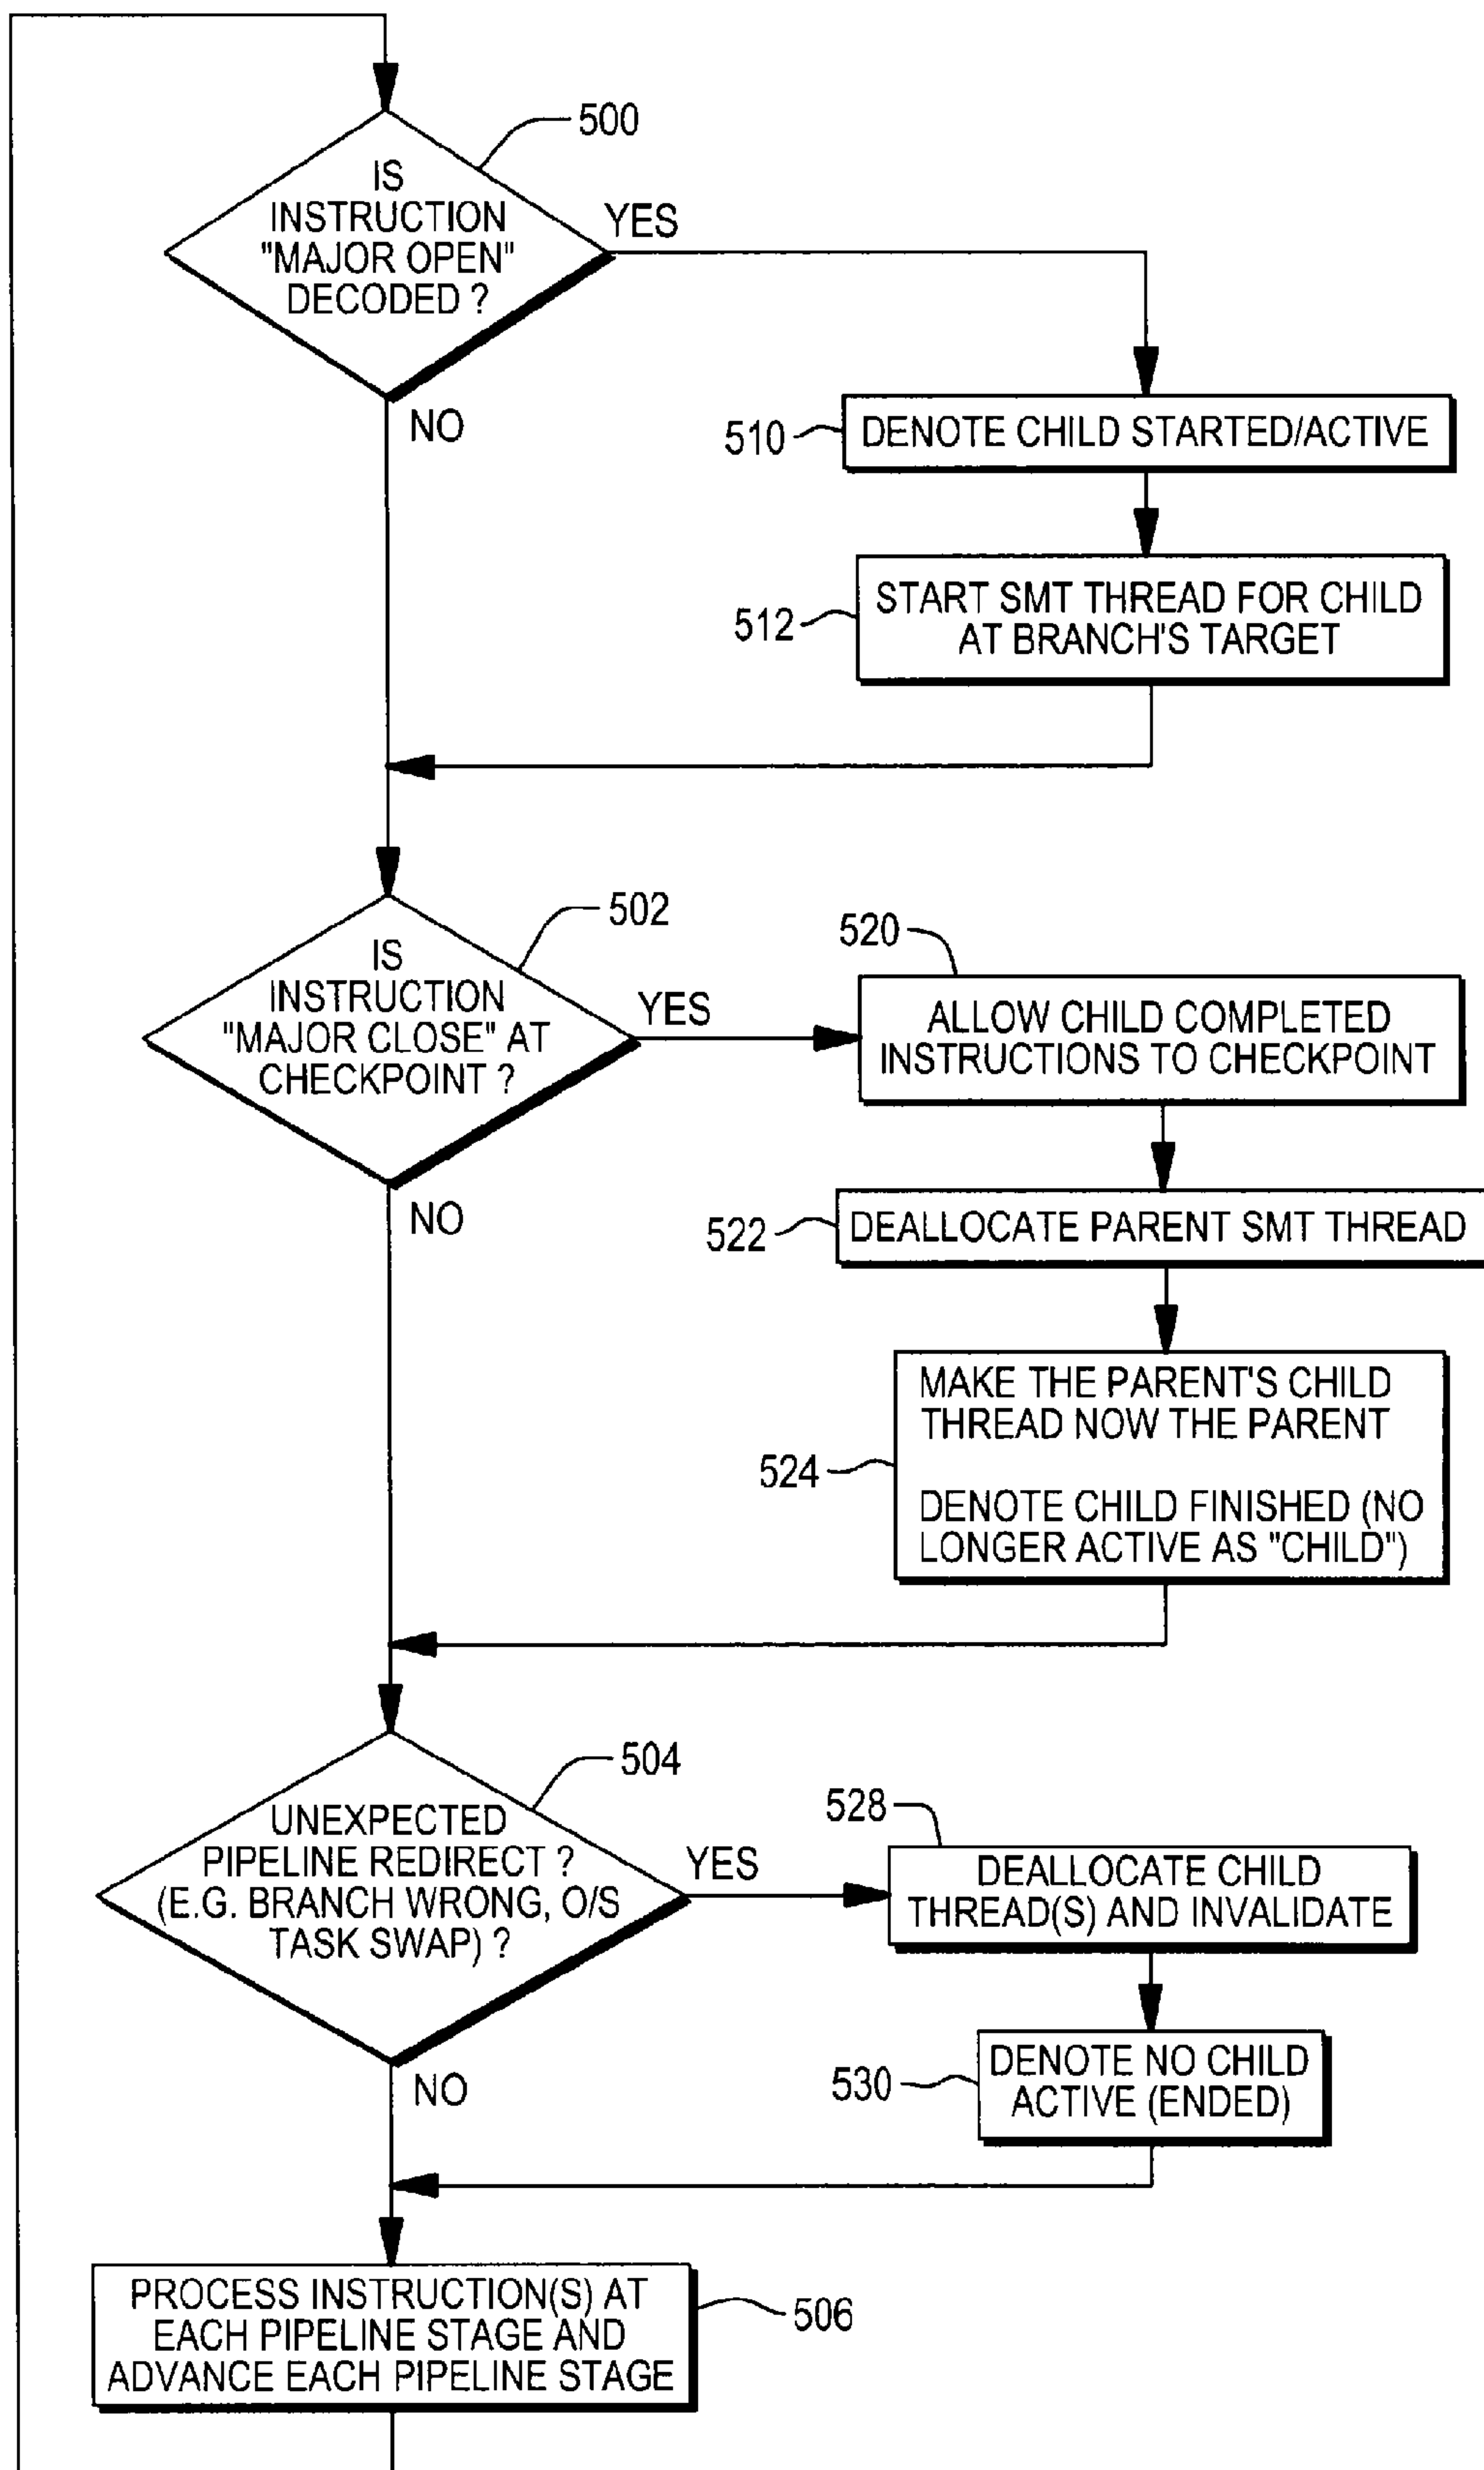 500
IS
INSTRUCTION
"MAJOR OPEN"
DECODED ?
YES
NO
510
DENOTE CHILD STARTED/ACTIVE
512
START SMT THREAD FOR CHILD
AT BRANCH'S TARGET
502
IS
INSTRUCTION
"MAJOR CLOSE" AT
CHECKPOINT ?
YES
NO
520
ALLOW CHILD COMPLETED
INSTRUCTIONS TO CHECKPOINT
522
DEALLOCATE PARENT SMT THREAD
524
MAKE THE PARENT'S CHILD
THREAD NOW THE PARENT
DENOTE CHILD FINISHED (NO
LONGER ACTIVE AS "CHILD")
504
UNEXPECTED
PIPELINE REDIRECT ?
(E.G. BRANCH WRONG, O/S
TASK SWAP) ?
YES
NO
528
DEALLOCATE CHILD
THREAD(S) AND INVALIDATE
530
DENOTE NO CHILD
ACTIVE (ENDED)
PROCESS INSTRUCTION(S) AT
EACH PIPELINE STAGE AND
ADVANCE EACH PIPELINE STAGE
506